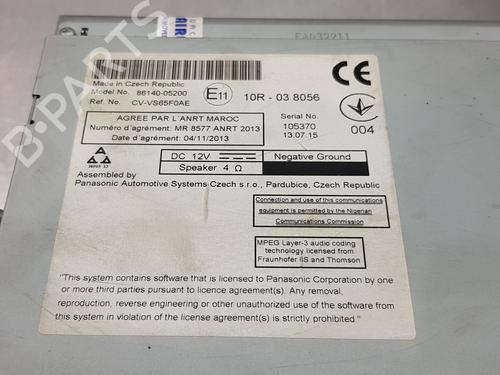 AIRB
EA032211
B-PARTS
Made in Czech Republic
Model No. 86140-05200
Ref. No. CV-VS65F0AE
E11
10R - 03 8056
CE
AGREE PAR L'ANRT MAROC
Numéro d'agrément: MR 8577 ANRT 2013
Date d'agrément: 04/11/2013
Serial No.
105370
13.07.15
004
DC 12V
Negative Ground
Speaker 4 Ω
Assembled by
Panasonic Automotive Systems Czech s.r.o., Pardubice, Czech Republic
Connection and use of this communications
equipment is permitted by the Nigerian
Communications Commission
MPEG Layer-3 audio coding
technology licensed from
Fraunhofer IIS and Thomson
"This system contains software that is licensed to Panasonic Corporation by one
or more third parties pursuant to licence agreement(s). Any removal,
reproduction, reverse engineering or other unauthorized use of the software from
this system in violation of the license agreement(s) is strictly prohibited."